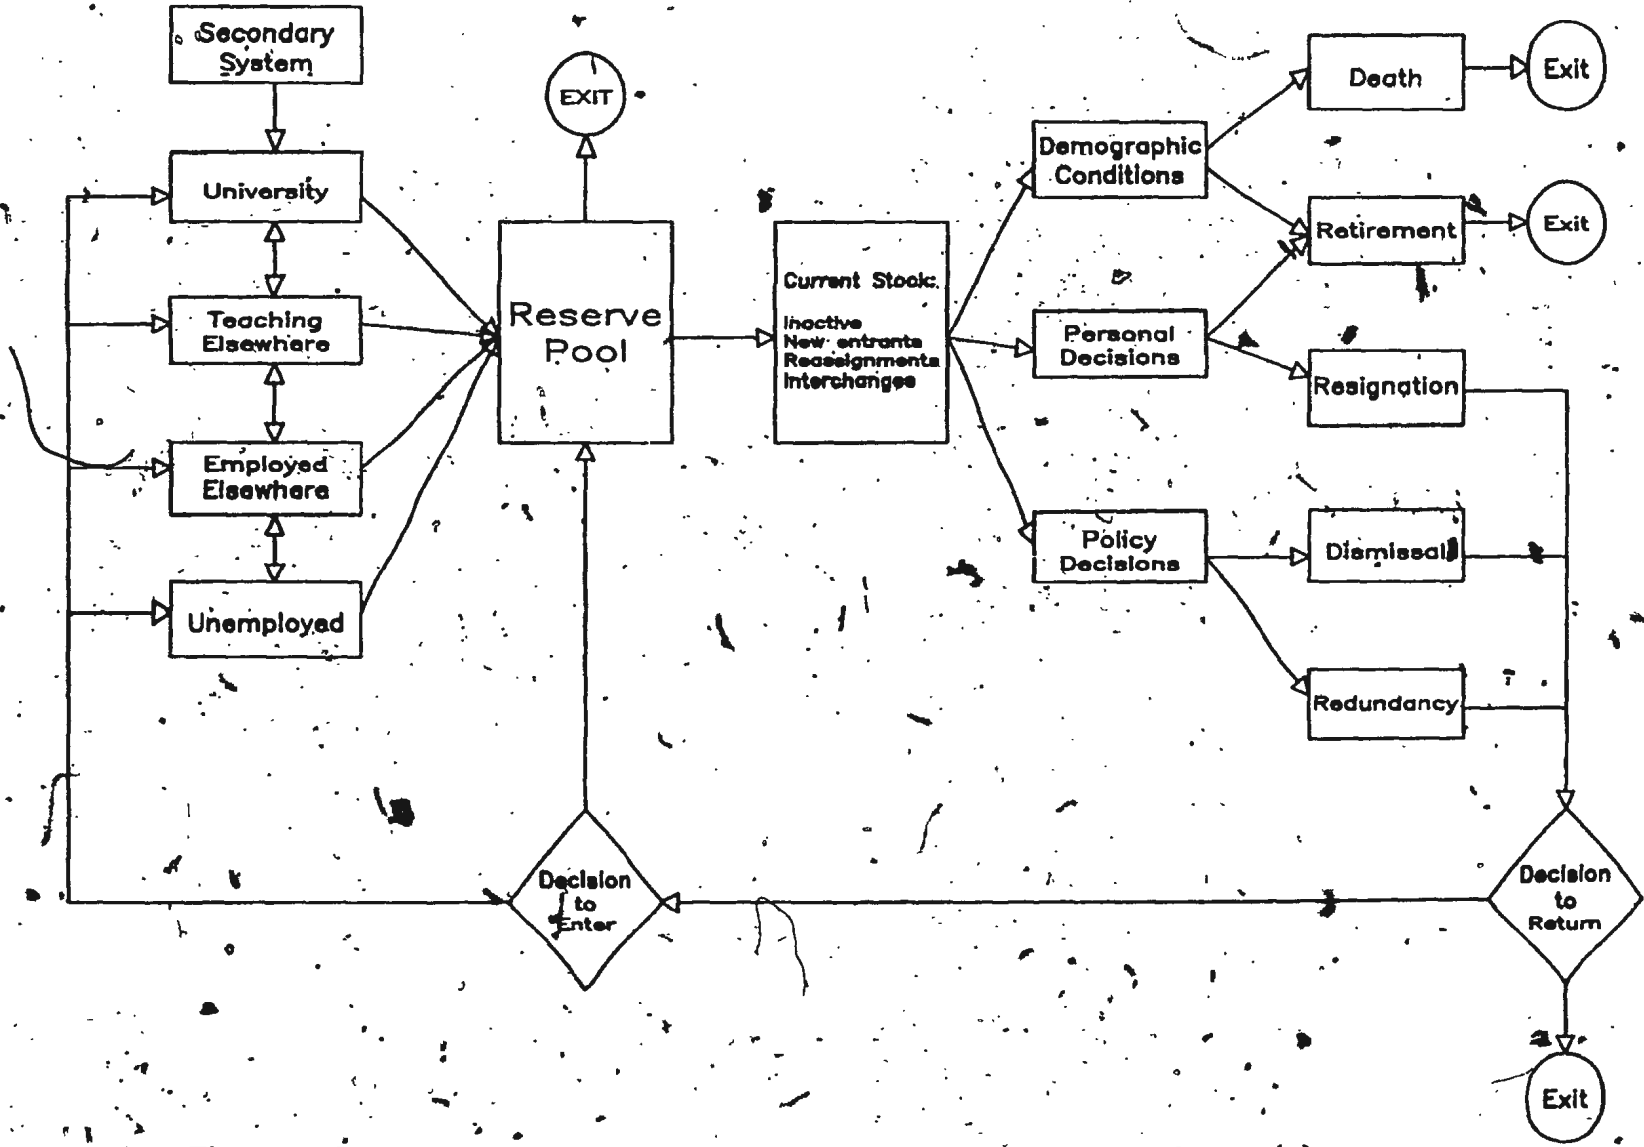 Secondary
System
University
Teaching
Elsewhere
Employed
Elsewhere
Unemployed
EXIT
Reserve
Pool
Current Stock:
Inactive
New entrants
Reassignments
Interchanges
Demographic
Conditions
Personal
Decisions
Policy
Decisions
Death
Retirement
Resignation
Dismissal
Redundancy
Exit
Exit
Decision
to
Enter
Decision
to
Return
Exit